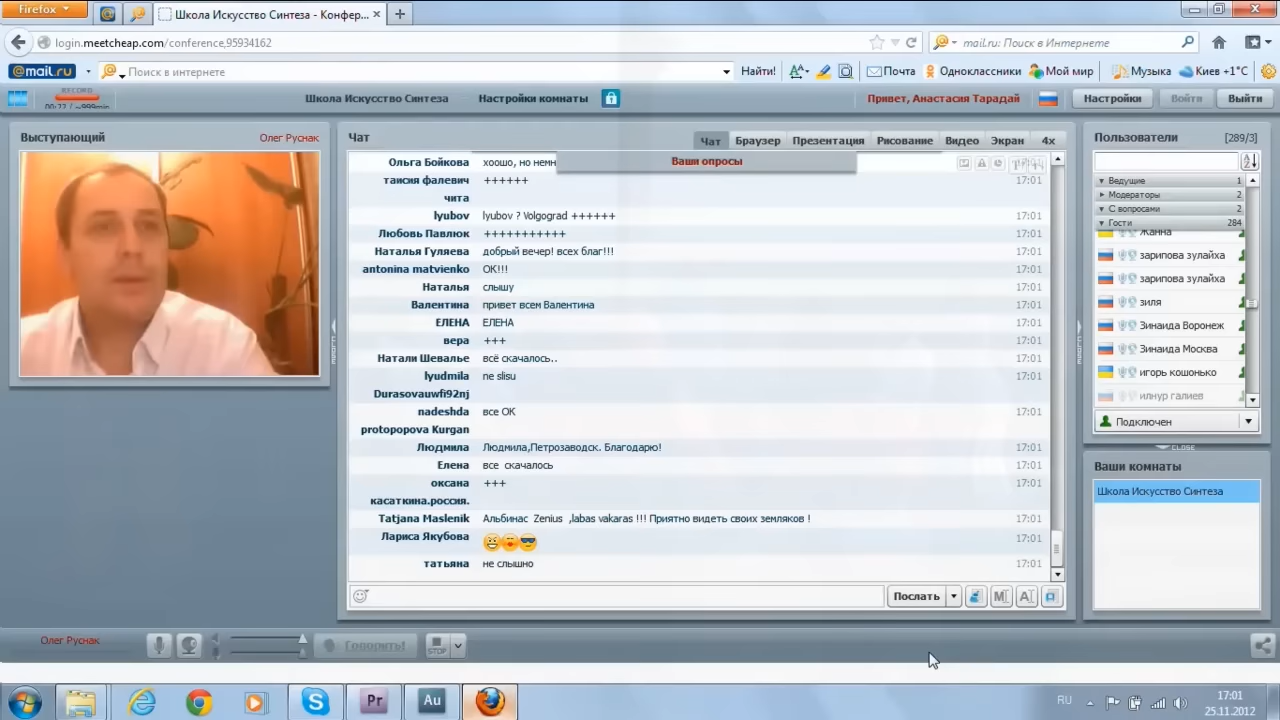 Firefox
Школа Искусство Синтеза - Конфер...
login.meetcheap.com/conference,95934162
mail.ru: Поиск в Интернете
@mail.ru
Поиск в интернете
Найти!
Почта
Одноклассники
Мой мир
Музыка
Киев +1°C
RECORD
00:27 / ~999min
Школа Искусство Синтеза
Настройки комнаты
Привет, Анастасия Тарадай
Настройки
Войти
Выйти
Выступающий
Олег Руснак
Чат
Чат
Браузер
Презентация
Рисование
Видео
Экран
4x
Ваши опросы
Ольга Бойкова хоошо, но немн
таисия фалевич ++++++ 17:01
чита
lyubov lyubov ? Volgograd ++++++ 17:01
Любовь Павлюк +++++++++++ 17:01
Наталья Гуляева добрый вечер! всех благ!!! 17:01
antonina matvienko ОК!!! 17:01
Наталья слышу 17:01
Валентина привет всем Валентина 17:01
ЕЛЕНА ЕЛЕНА 17:01
вера +++ 17:01
Натали Шевалье всё скачалось.. 17:01
lyudmila ne slisu 17:01
Durasovauwfi92nj
nadeshda все ОК 17:01
protopopova Kurgan
Людмила Людмила,Петрозаводск. Благодарю! 17:01
Елена все скачалось 17:01
оксана +++ 17:01
касаткина.россия.
Tatjana Maslenik Альбинас Zenius ,labas vakaras !!! Приятно видеть своих земляков ! 17:01
Лариса Якубова 17:01
татьяна не слышно 17:01
Послать
Пользователи [289/3]
Ведущие 1
Модераторы 2
С вопросами 2
Гости 284
Жанна
зарипова зулайха
зарипова зулайха
зиля
Зинаида Воронеж
Зинаида Москва
игорь кошонько
илнур галиев
Подключен
CLOSE
Ваши комнаты
Школа Искусство Синтеза
Олег Руснак
Говорить!
STOP
Pr
Au
RU
17:01
25.11.2012